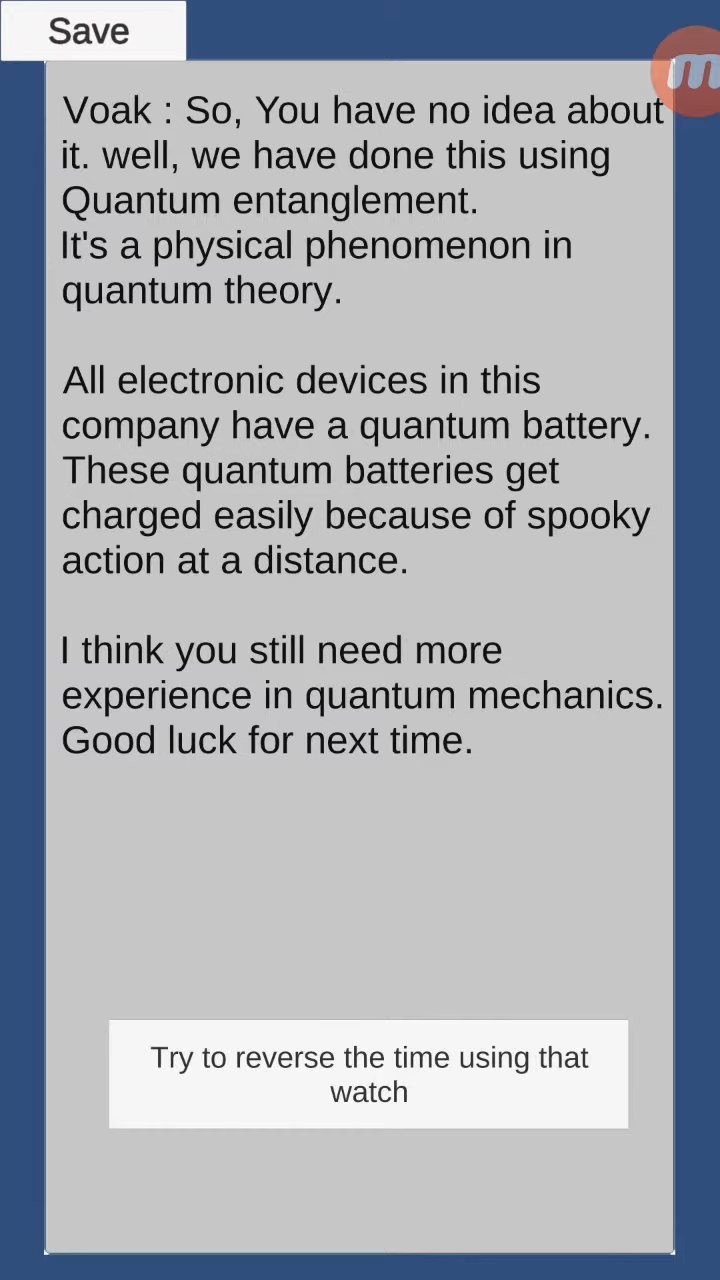 Save
m
Voak : So, You have no idea about
it. well, we have done this using
Quantum entanglement.
It's a physical phenomenon in
quantum theory.
All electronic devices in this
company have a quantum battery.
These quantum batteries get
charged easily because of spooky
action at a distance.
I think you still need more
experience in quantum mechanics.
Good luck for next time.
Try to reverse the time using that
watch